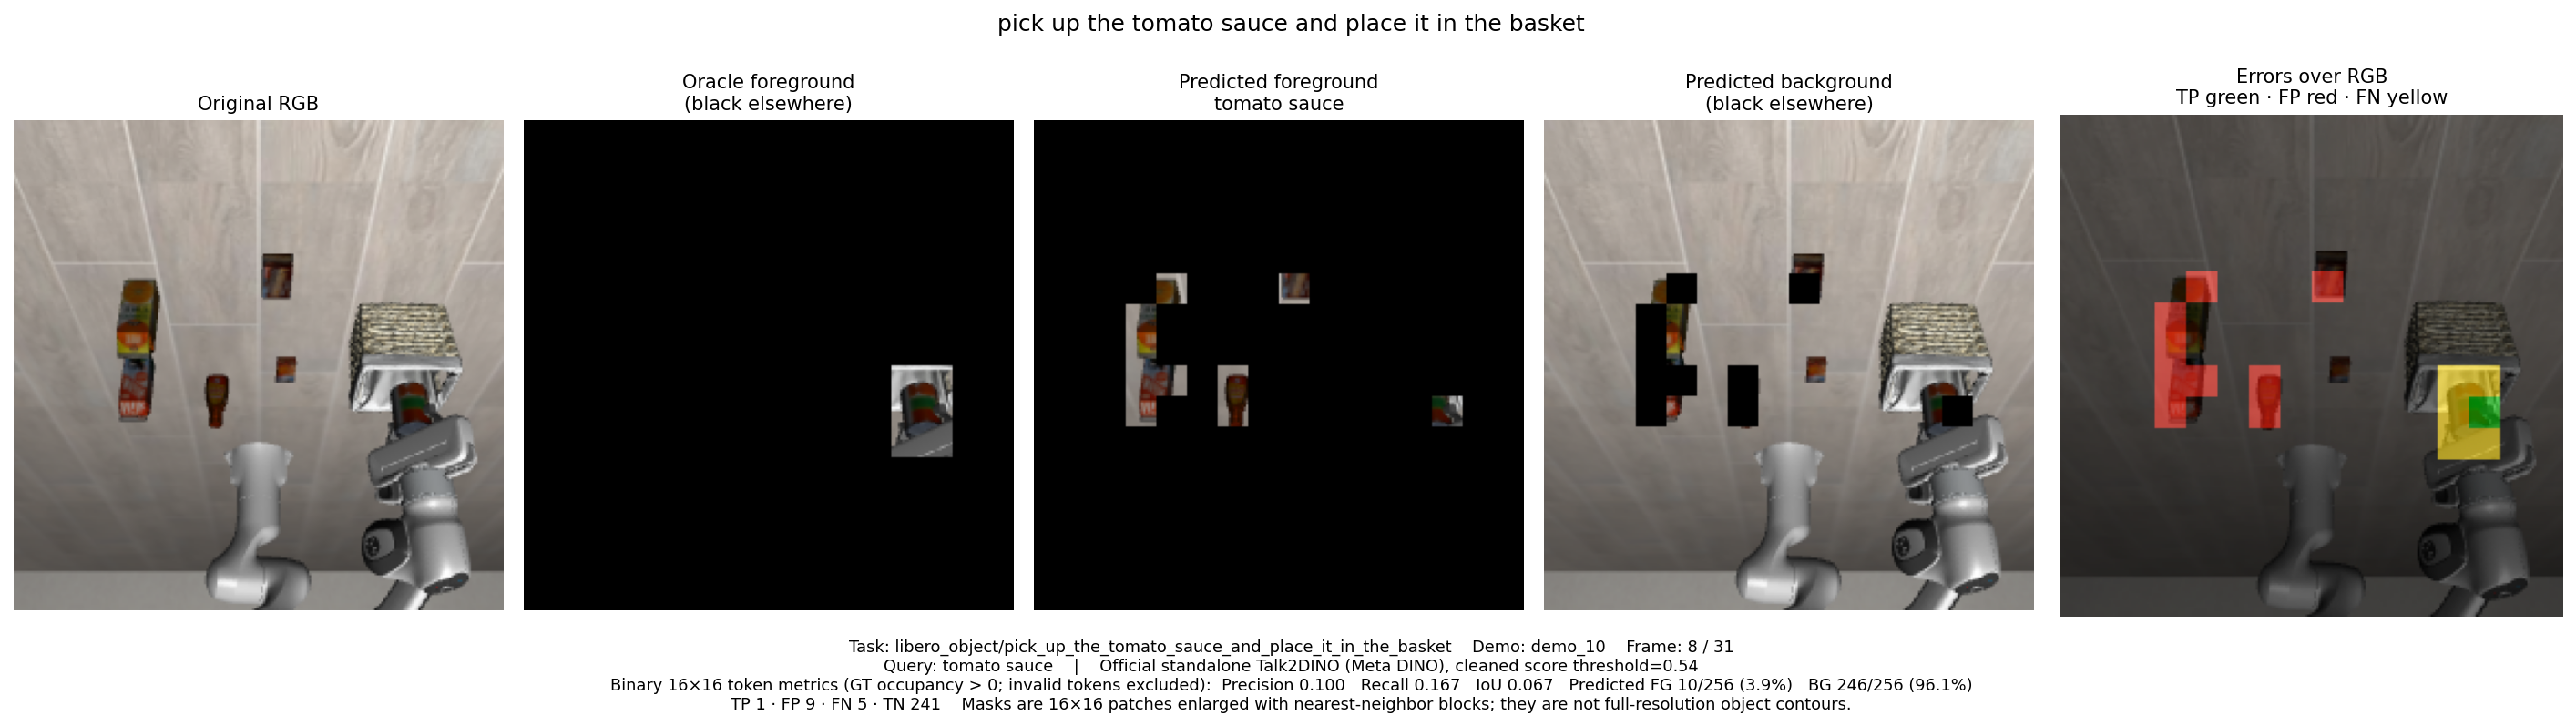 pick up the tomato sauce and place it in the basket
Original RGB
Oracle foreground
(black elsewhere)
Predicted foreground
tomato sauce
Predicted background
(black elsewhere)
Errors over RGB
TP green · FP red · FN yellow
Task: libero_object/pick_up_the_tomato_sauce_and_place_it_in_the_basket    Demo: demo_10    Frame: 8 / 31
Query: tomato sauce    |    Official standalone Talk2DINO (Meta DINO), cleaned score threshold=0.54
Binary 16×16 token metrics (GT occupancy > 0; invalid tokens excluded):  Precision 0.100   Recall 0.167   IoU 0.067   Predicted FG 10/256 (3.9%)   BG 246/256 (96.1%)
TP 1 · FP 9 · FN 5 · TN 241    Masks are 16×16 patches enlarged with nearest-neighbor blocks; they are not full-resolution object contours.